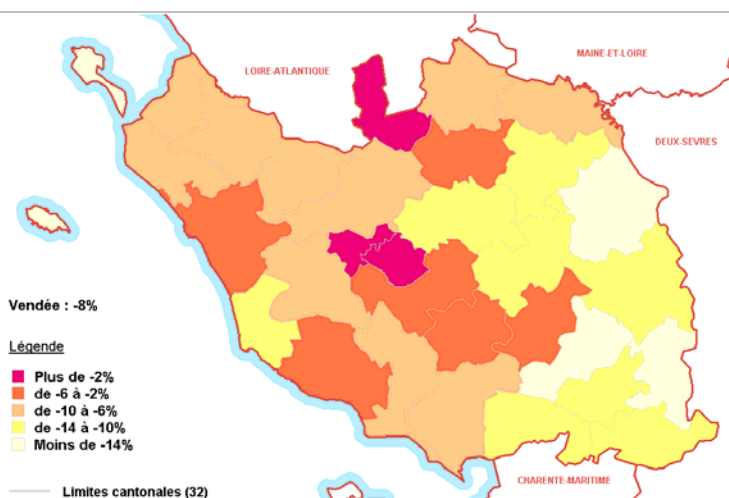 MAINE-ET-LOIRE
LOIRE-ATLANTIQUE
DEUX-SEVRES
Vendée : -8%
Légende
Plus de -2%
de -6 à -2%
de -10 à -6%
de -14 à -10%
Moins de -14%
CHARENTE-MARITIME
Limites cantonales (32)